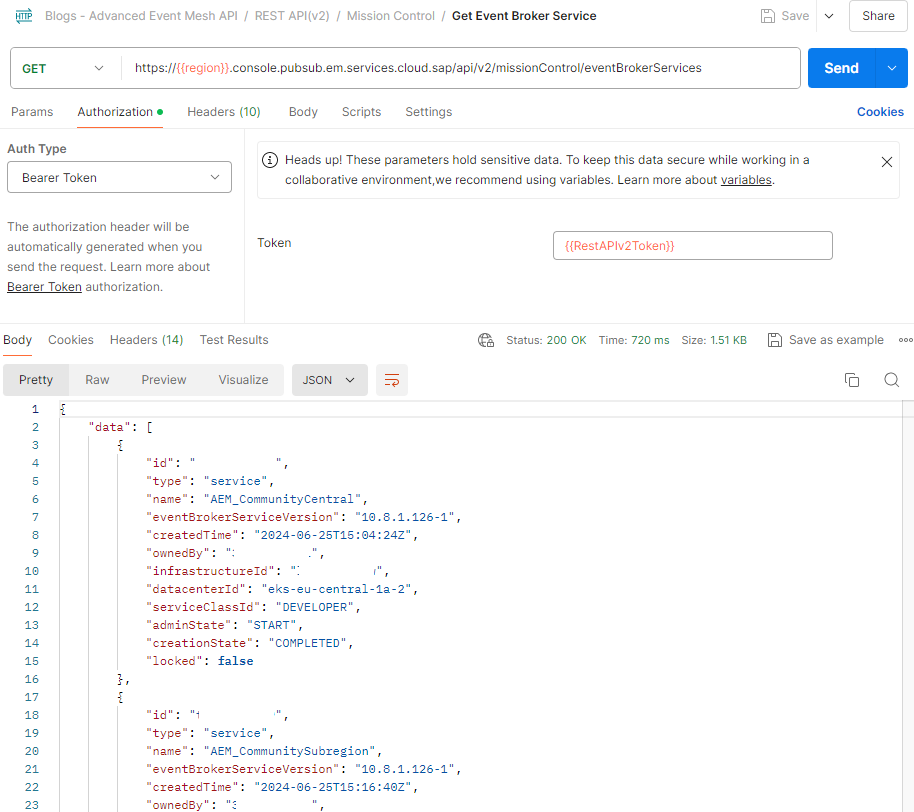 HTTP Blogs - Advanced Event Mesh API / REST API(v2) / Mission Control / Get Event Broker Service Save Share
GET https://{{region}}.console.pubsub.em.services.cloud.sap/api/v2/missionControl/eventBrokerServices Send
Params Authorization Headers (10) Body Scripts Settings Cookies
Auth Type
Bearer Token
The authorization header will be
automatically generated when you
send the request. Learn more about
Bearer Token authorization.
Heads up! These parameters hold sensitive data. To keep this data secure while working in a
collaborative environment,we recommend using variables. Learn more about variables.
Token {{RestAPIv2Token}}
Body Cookies Headers (14) Test Results Status: 200 OK Time: 720 ms Size: 1.51 KB Save as example
Pretty Raw Preview Visualize JSON
1 {
2 "data": [
3 {
4 "id": " ",
5 "type": "service",
6 "name": "AEM_CommunityCentral",
7 "eventBrokerServiceVersion": "10.8.1.126-1",
8 "createdTime": "2024-06-25T15:04:24Z",
9 "ownedBy": " ",
10 "infrastructureId": " ",
11 "datacenterId": "eks-eu-central-1a-2",
12 "serviceClassId": "DEVELOPER",
13 "adminState": "START",
14 "creationState": "COMPLETED",
15 "locked": false
16 },
17 {
18 "id": " ",
19 "type": "service",
20 "name": "AEM_CommunitySubregion",
21 "eventBrokerServiceVersion": "10.8.1.126-1",
22 "createdTime": "2024-06-25T15:16:40Z",
23 "ownedBy": " ",